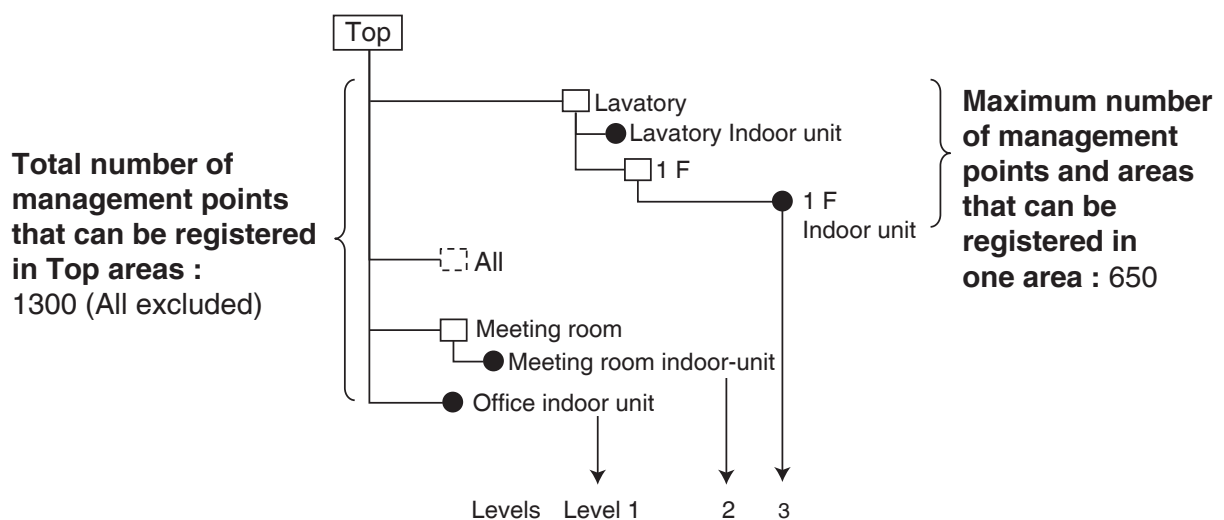 Top
Lavatory
Lavatory Indoor unit
1 F
1 F
Indoor unit
All
Meeting room
Meeting room indoor-unit
Office indoor unit
Total number of
management points
that can be registered
in Top areas :
1300 (All excluded)
Maximum number
of management
points and areas
that can be
registered in
one area : 650
Levels Level 1 2 3